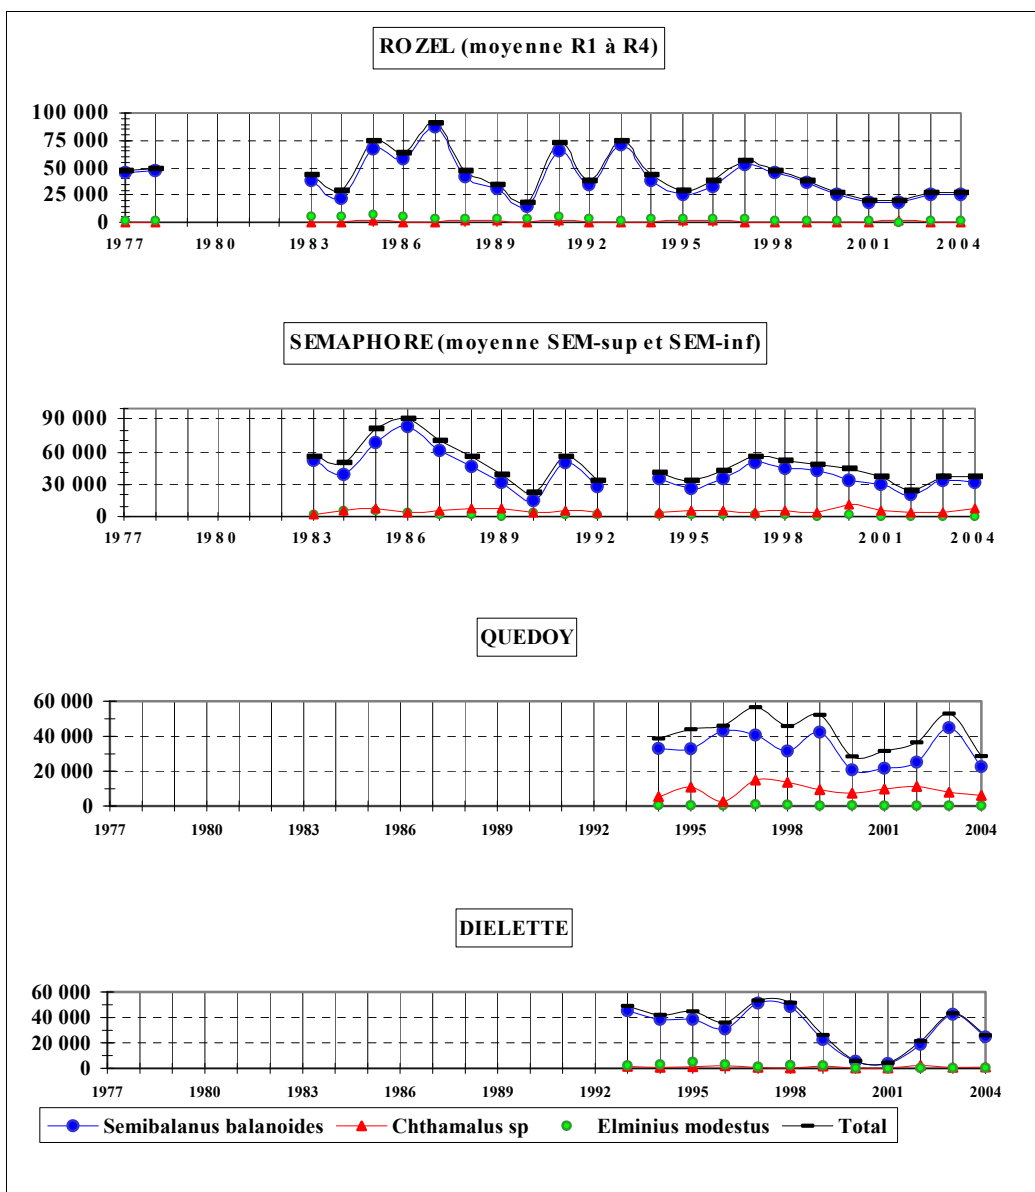 ROZEL (moyenne R1 à R4)
100 000
75 000
50 000
25 000
0
1977 1980 1983 1986 1989 1992 1995 1998 2001 2004
SEMAPHORE (moyenne SEM-sup et SEM-inf)
90 000
60 000
30 000
0
1977 1980 1983 1986 1989 1992 1995 1998 2001 2004
QUEDOY
60 000
40 000
20 000
0
1977 1980 1983 1986 1989 1992 1995 1998 2001 2004
DIELETTE
60 000
40 000
20 000
0
1977 1980 1983 1986 1989 1992 1995 1998 2001 2004
Semibalanus balanoides Chthamalus sp Elminius modestus Total